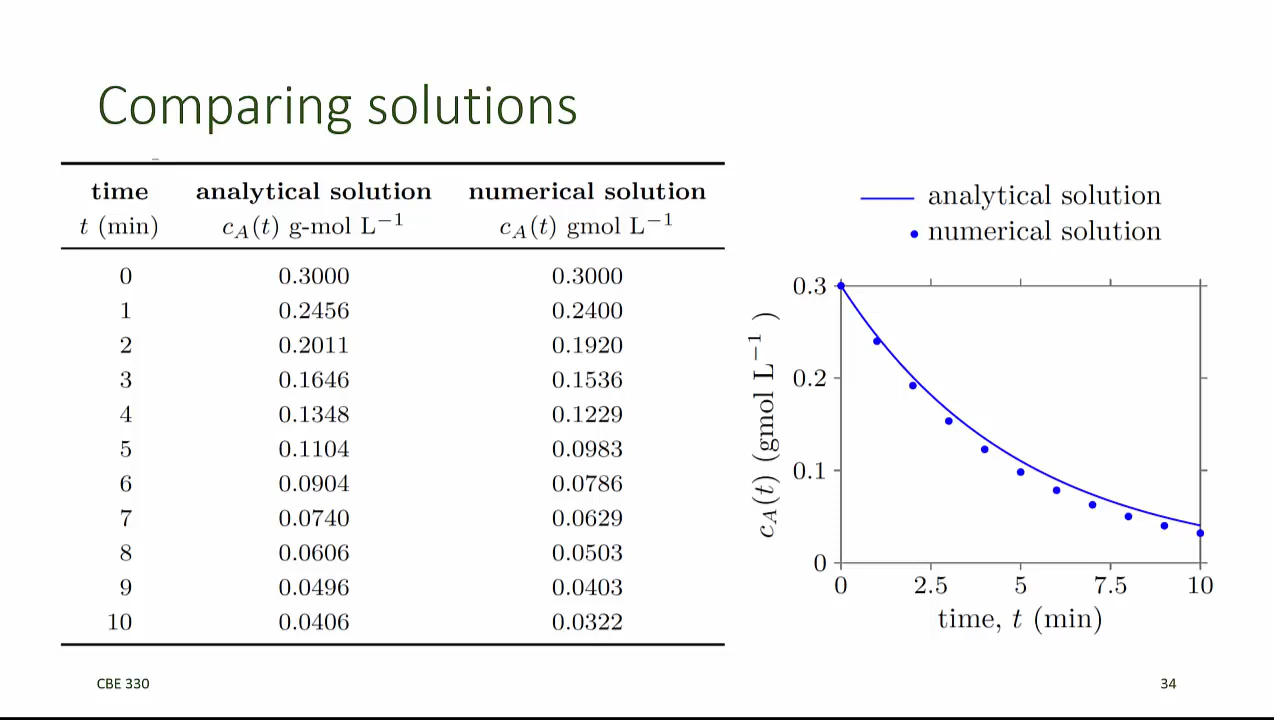 Comparing solutions
time analytical solution numerical solution
t (min) c_A(t) g-mol L⁻¹ c_A(t) gmol L⁻¹
0 0.3000 0.3000
1 0.2456 0.2400
2 0.2011 0.1920
3 0.1646 0.1536
4 0.1348 0.1229
5 0.1104 0.0983
6 0.0904 0.0786
7 0.0740 0.0629
8 0.0606 0.0503
9 0.0496 0.0403
10 0.0406 0.0322
analytical solution
numerical solution
0.3
0.2
0.1
0
c_A(t) (gmol L⁻¹ )
0 2.5 5 7.5 10
time, t (min)
CBE 330
34